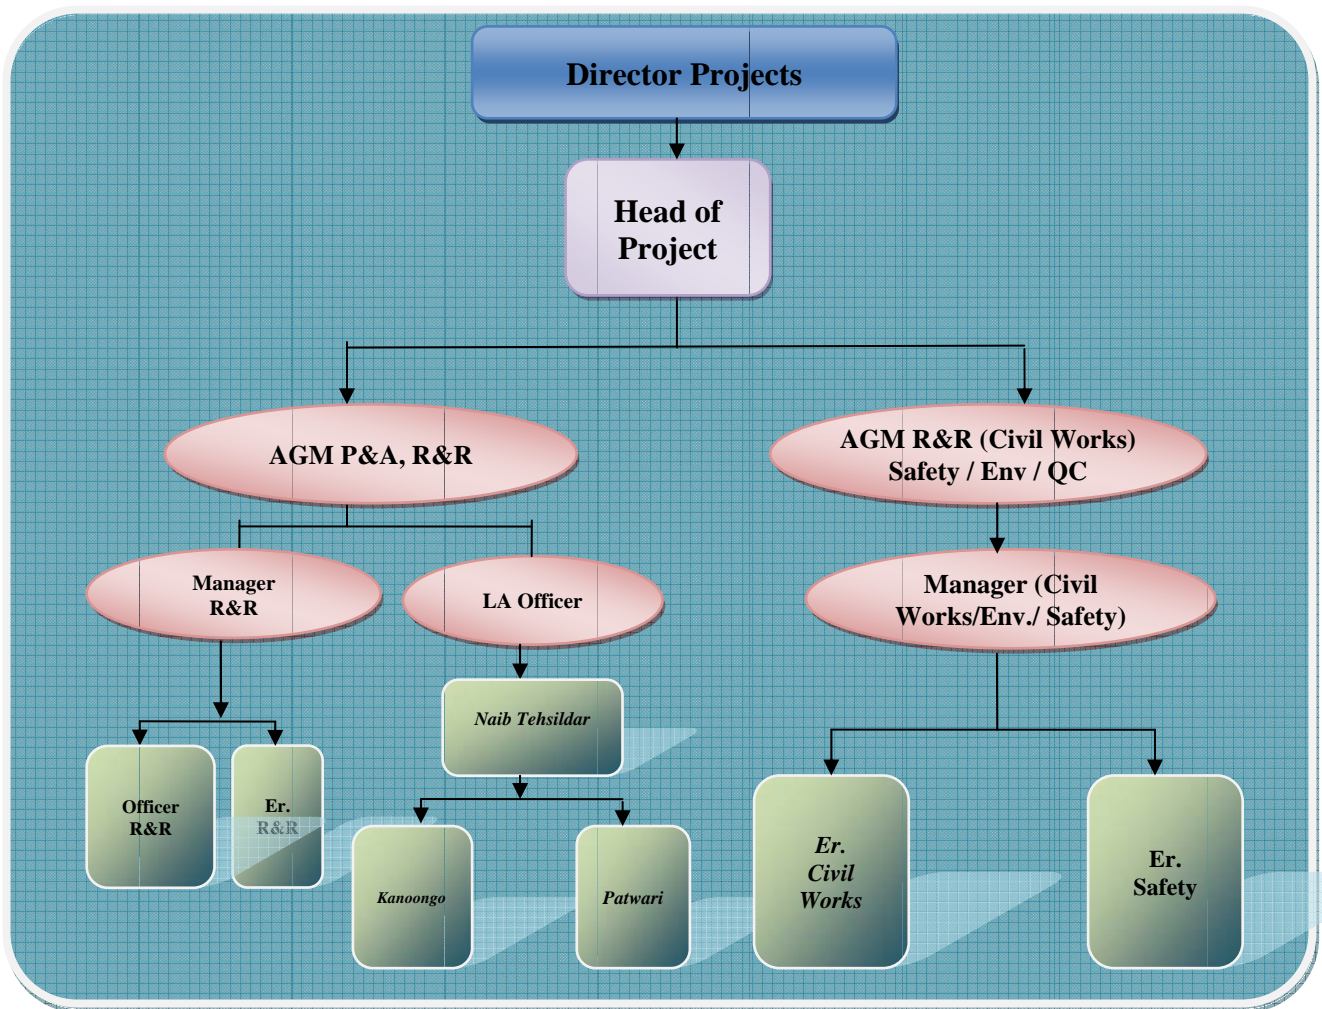 Director Projects
Head of
Project
AGM P&A, R&R
AGM R&R (Civil Works)
Safety / Env / QC
Manager
R&R
LA Officer
Manager (Civil
Works/Env./ Safety)
Naib Tehsildar
Officer
R&R
Er.
R&R
Kanoongo
Patwari
Er.
Civil
Works
Er.
Safety